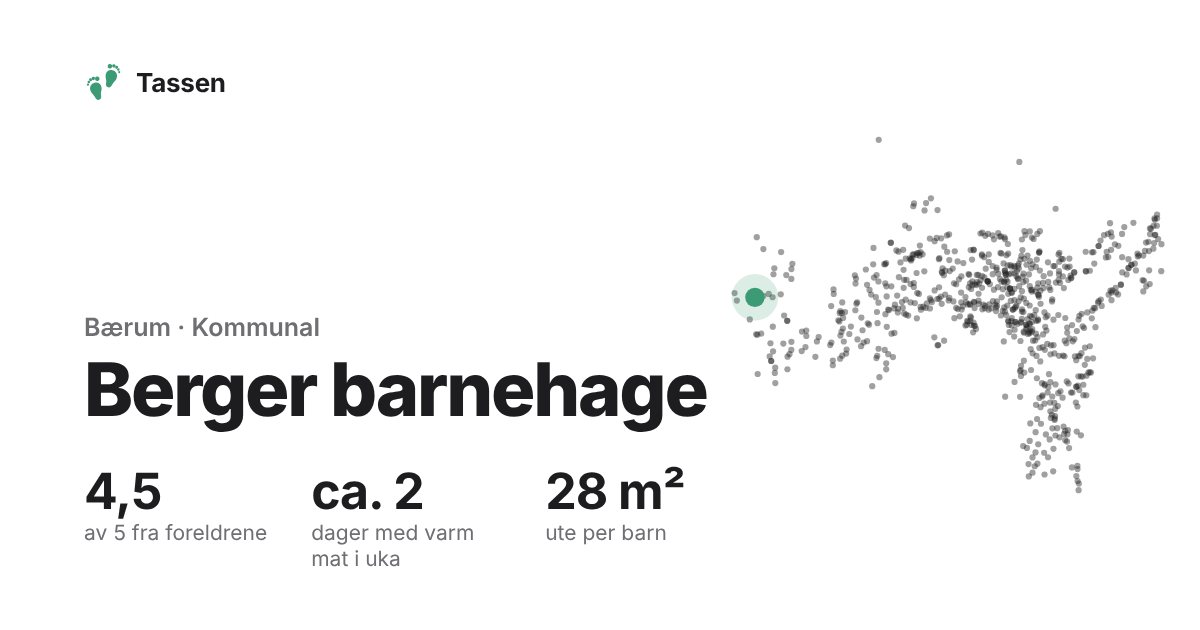 Tassen
Bærum · Kommunal
Berger barnehage
4,5
av 5 fra foreldrene
ca. 2
dager med varm
mat i uka
28 m²
ute per barn